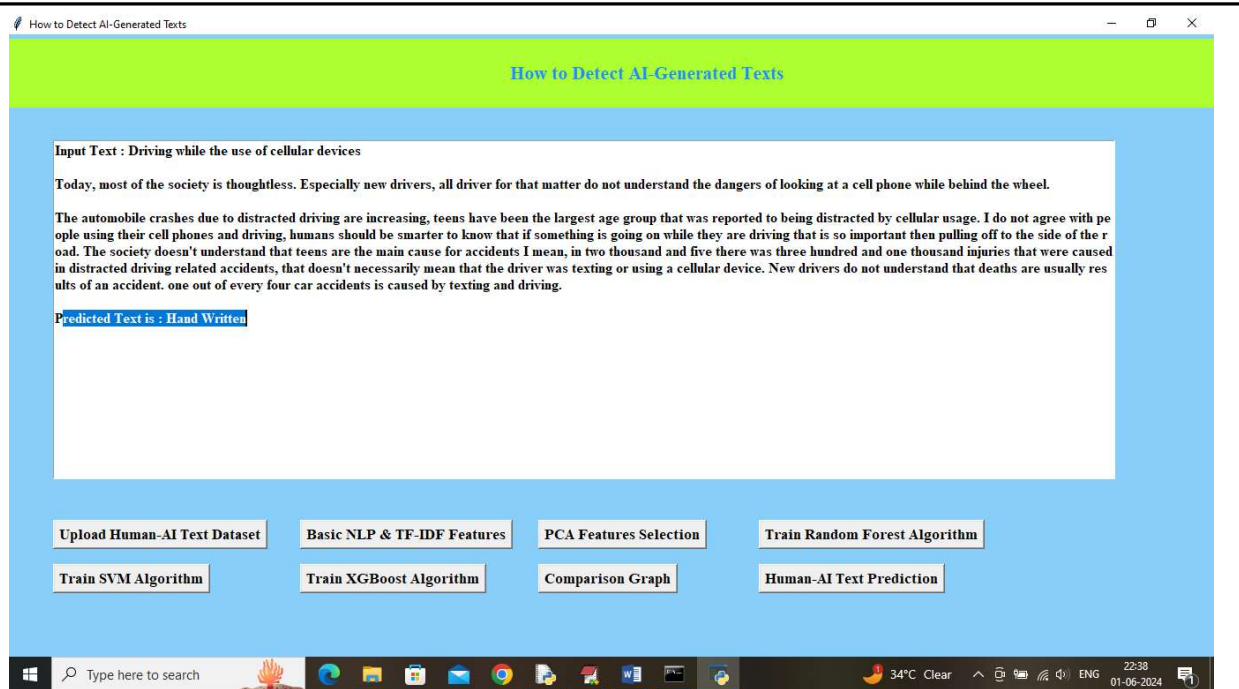 How to Detect AI-Generated Texts
How to Detect AI-Generated Texts
Input Text : Driving while the use of cellular devices
Today, most of the society is thoughtless. Especially new drivers, all driver for that matter do not understand the dangers of looking at a cell phone while behind the wheel.
The automobile crashes due to distracted driving are increasing, teens have been the largest age group that was reported to being distracted by cellular usage. I do not agree with pe
ople using their cell phones and driving, humans should be smarter to know that if something is going on while they are driving that is so important then pulling off to the side of the r
oad. The society doesn't understand that teens are the main cause for accidents I mean, in two thousand and five there was three hundred and one thousand injuries that were caused
in distracted driving related accidents, that doesn't necessarily mean that the driver was texting or using a cellular device. New drivers do not understand that deaths are usually res
ults of an accident. one out of every four car accidents is caused by texting and driving.
Predicted Text is : Hand Written
Upload Human-AI Text Dataset Basic NLP & TF-IDF Features PCA Features Selection Train Random Forest Algorithm
Train SVM Algorithm Train XGBoost Algorithm Comparison Graph Human-AI Text Prediction
Type here to search 34°C Clear ENG 22:38
01-06-2024